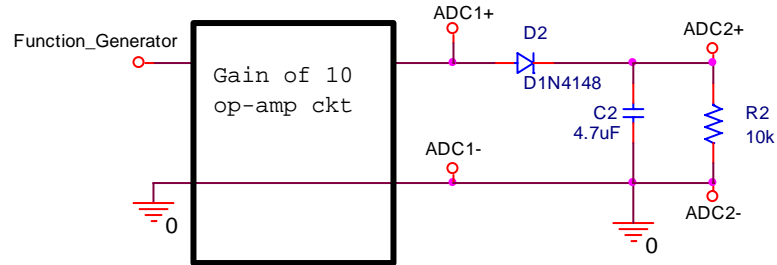 ADC1+
D2
ADC2+
Function_Generator
Gain of 10
op-amp ckt
D1N4148
C2
4.7uF
R2
10k
ADC1-
ADC2-
0
0